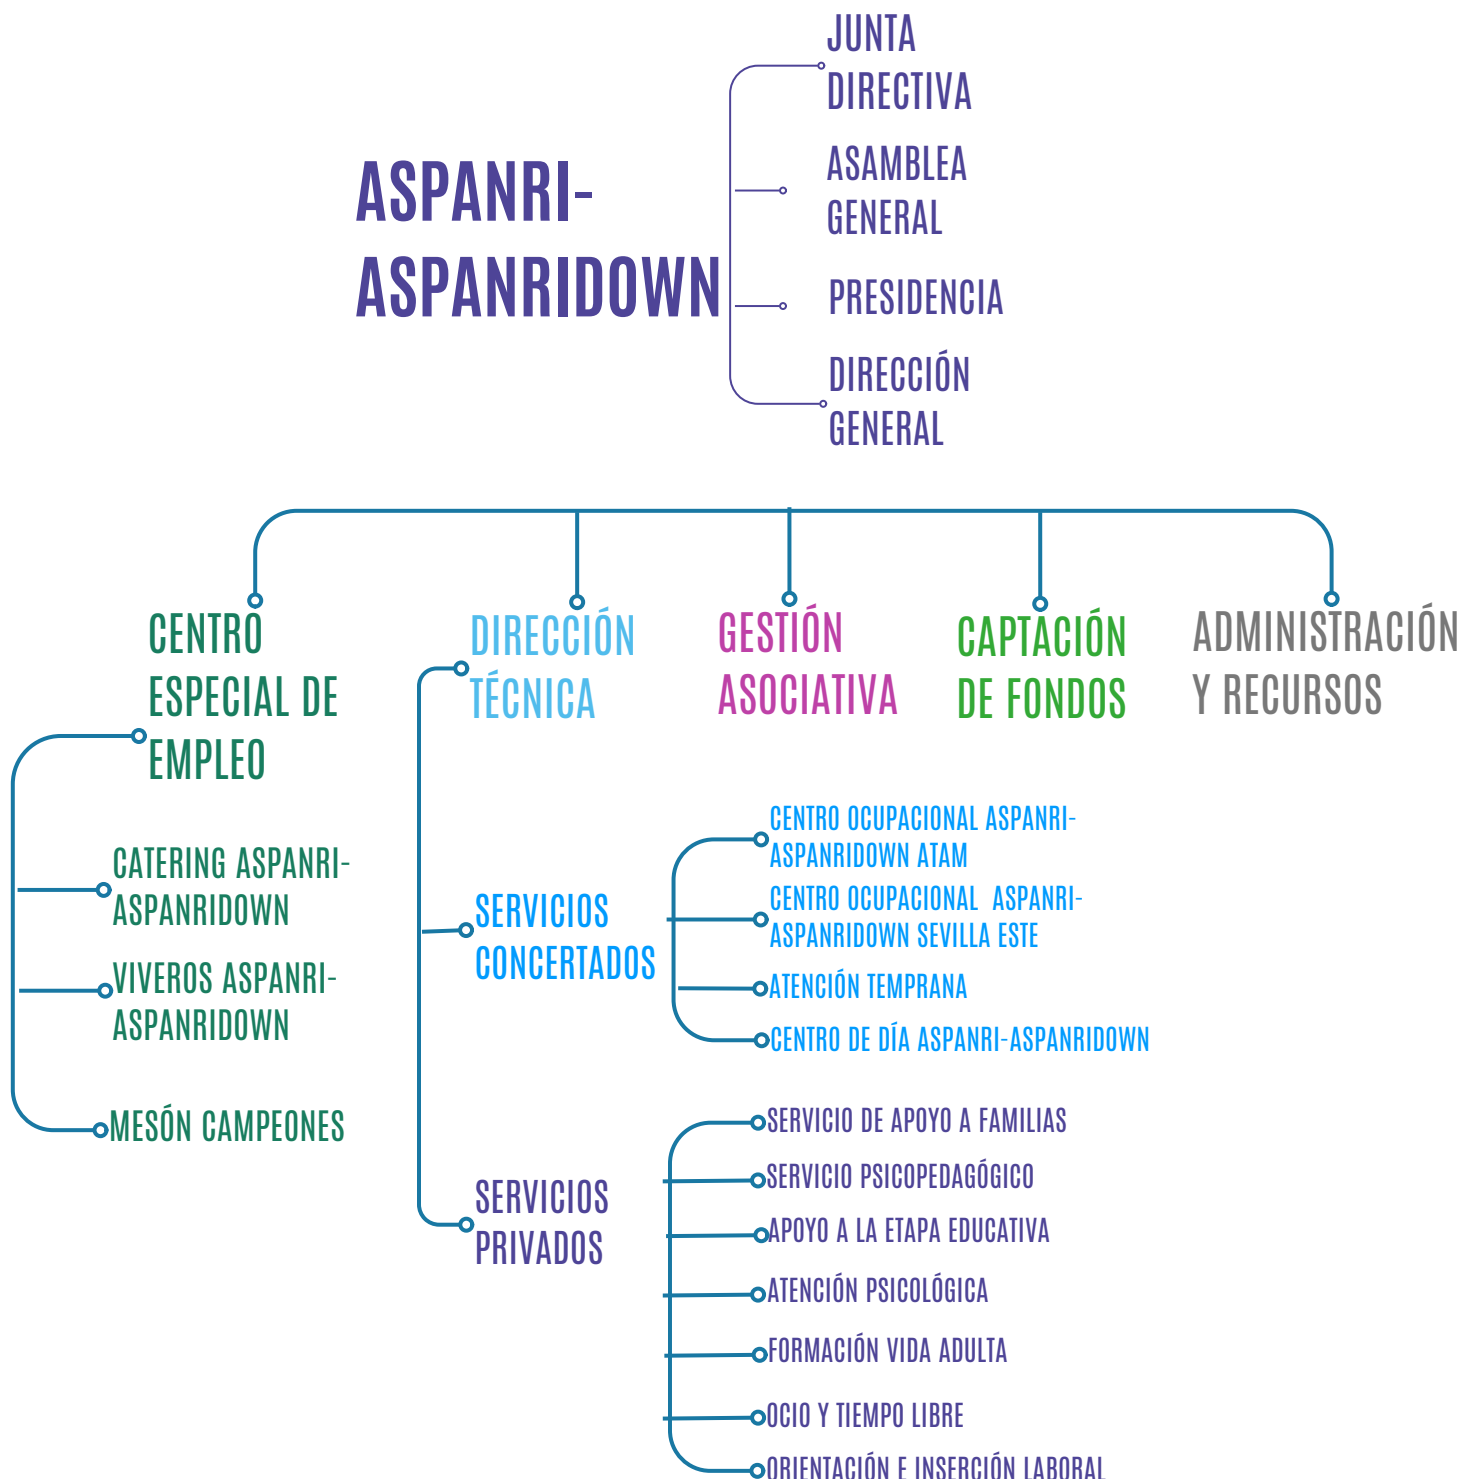 ASPANRI-
ASPANRIDOWN
JUNTA
DIRECTIVA
ASAMBLEA
GENERAL
PRESIDENCIA
DIRECCIÓN
GENERAL
CENTRO
ESPECIAL DE
EMPLEO
CATERING ASPANRI-
ASPANRIDOWN
VIVEROS ASPANRI-
ASPANRIDOWN
MESÓN CAMPEONES
DIRECCIÓN
TÉCNICA
SERVICIOS
CONCERTADOS
CENTRO OCUPACIONAL ASPANRI-
ASPANRIDOWN ATAM
CENTRO OCUPACIONAL ASPANRI-
ASPANRIDOWN SEVILLA ESTE
ATENCIÓN TEMPRANA
CENTRO DE DÍA ASPANRI-ASPANRIDOWN
SERVICIOS
PRIVADOS
SERVICIO DE APOYO A FAMILIAS
SERVICIO PSICOPEDAGÓGICO
APOYO A LA ETAPA EDUCATIVA
ATENCIÓN PSICOLÓGICA
FORMACIÓN VIDA ADULTA
OCIO Y TIEMPO LIBRE
ORIENTACIÓN E INSERCIÓN LABORAL
GESTIÓN
ASOCIATIVA
CAPTACIÓN
DE FONDOS
ADMINISTRACIÓN
Y RECURSOS